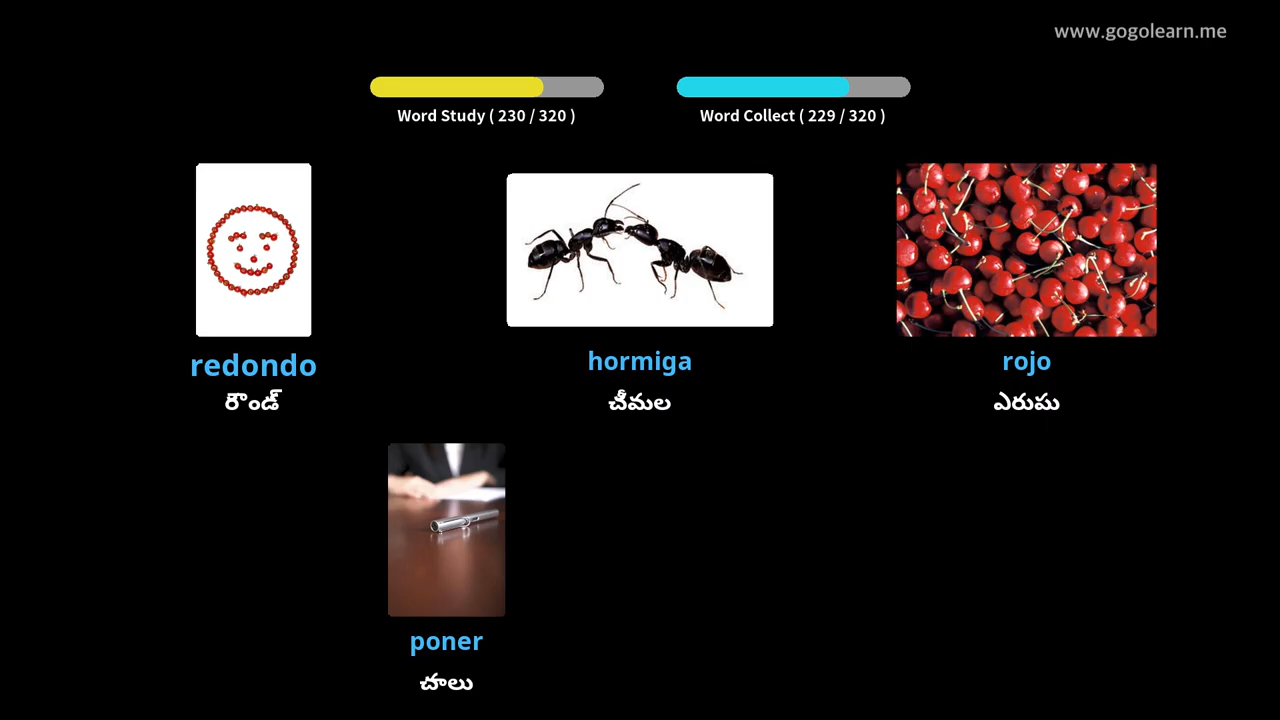 www.gogolearn.me
Word Study ( 230 / 320 )
Word Collect ( 229 / 320 )
redondo
రౌండ్
hormiga
చీమల
rojo
ఎరుపు
poner
చాలు